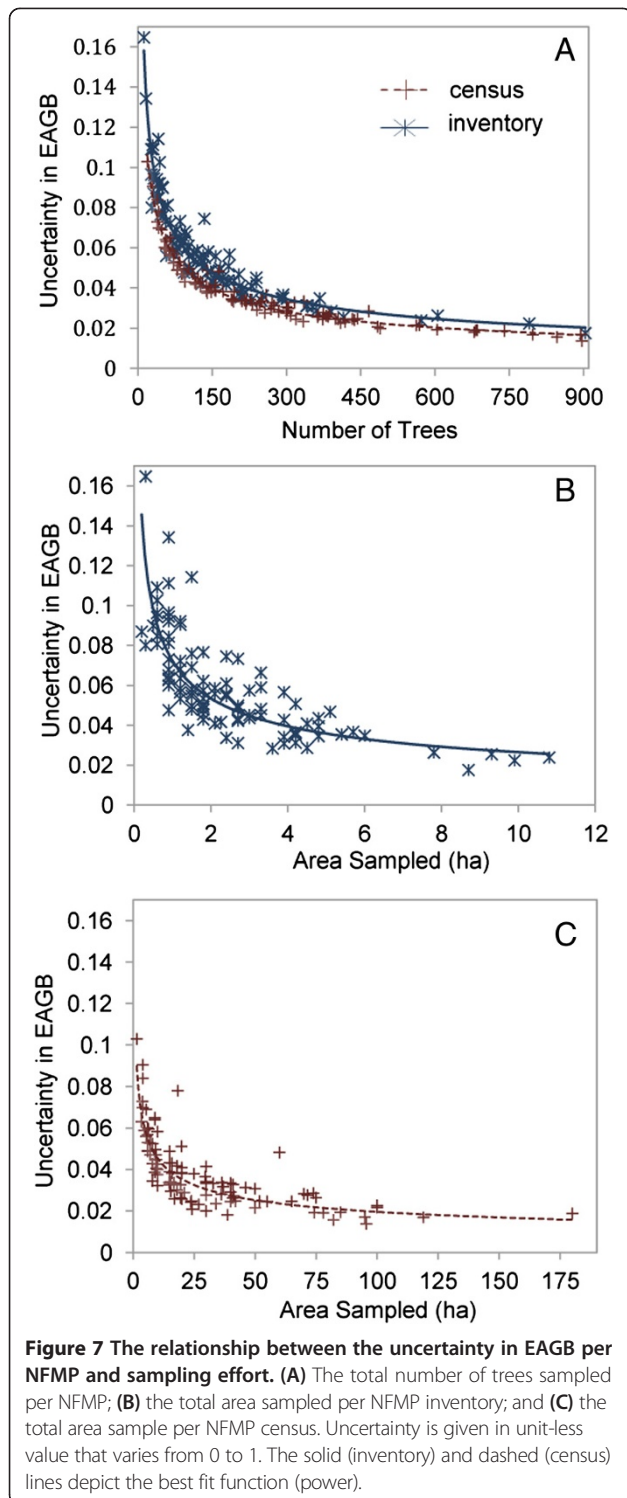 A
census
inventory
Uncertainty in EAGB
0.16
0.14
0.12
0.1
0.08
0.06
0.04
0.02
0
0 150 300 450 600 750 900
Number of Trees
B
Uncertainty in EAGB
0.16
0.14
0.12
0.1
0.08
0.06
0.04
0.02
0
0 2 4 6 8 10 12
Area Sampled (ha)
C
Uncertainty in EAGB
0.16
0.14
0.12
0.1
0.08
0.06
0.04
0.02
0
0 25 50 75 100 125 150 175
Area Sampled (ha)
Figure 7 The relationship between the uncertainty in EAGB per
NFMP and sampling effort. (A) The total number of trees sampled
per NFMP; (B) the total area sampled per NFMP inventory; and (C) the
total area sample per NFMP census. Uncertainty is given in unit-less
value that varies from 0 to 1. The solid (inventory) and dashed (census)
lines depict the best fit function (power).